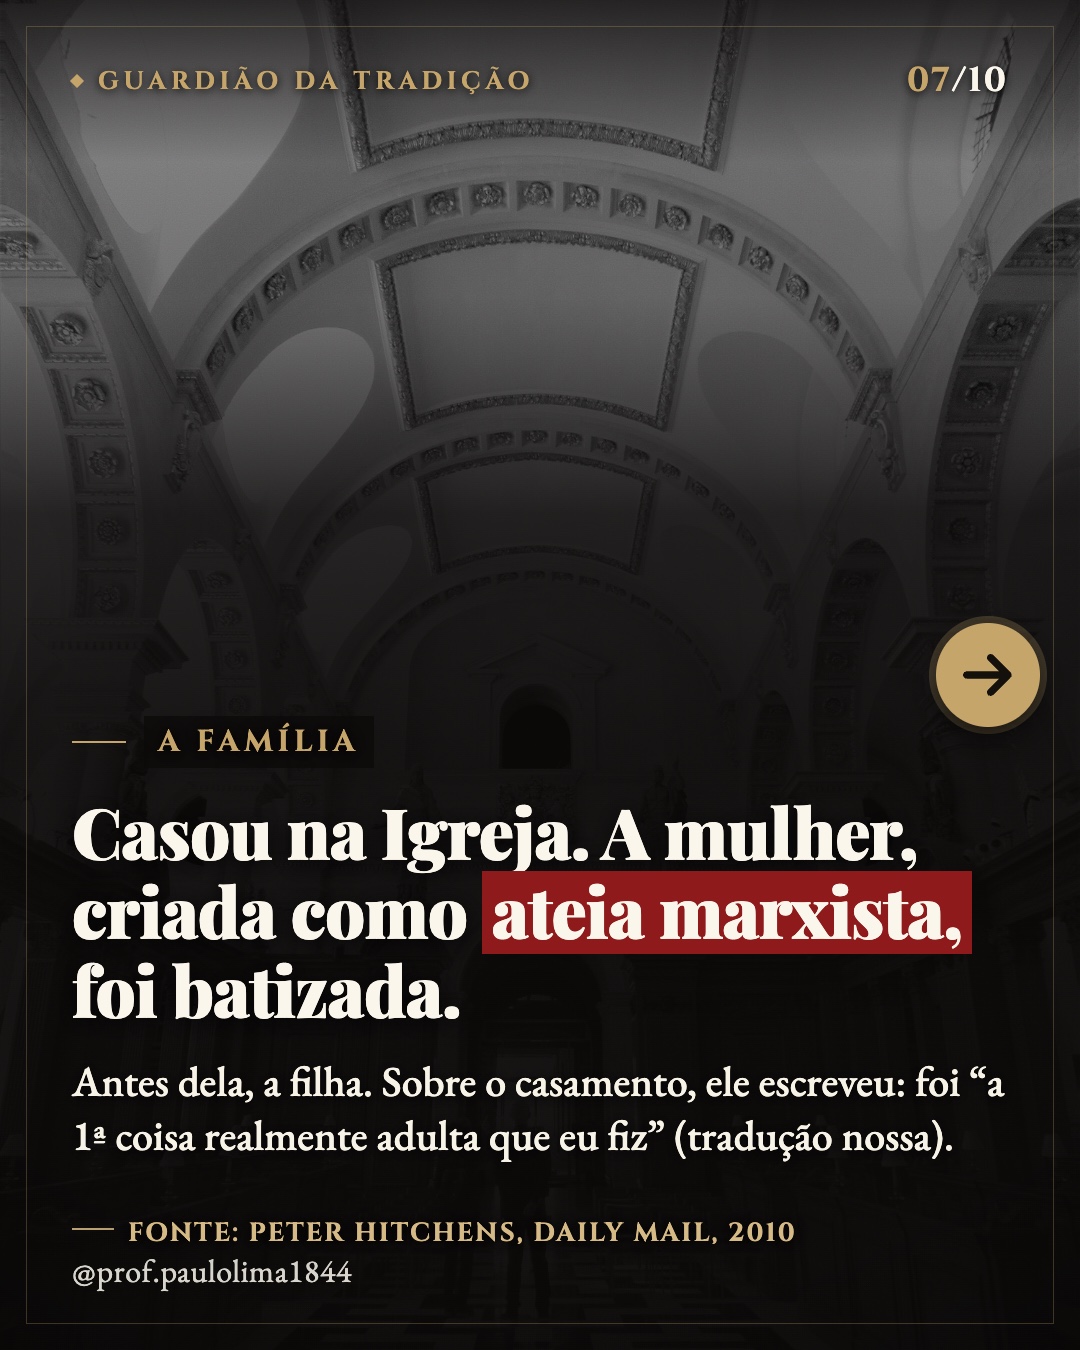 GUARDIÃO DA TRADIÇÃO
07/10
A FAMÍLIA
Casou na Igreja. A mulher,
criada como ateia marxista,
foi batizada.
Antes dela, a filha. Sobre o casamento, ele escreveu: foi “a
1ª coisa realmente adulta que eu fiz” (tradução nossa).
FONTE: PETER HITCHENS, DAILY MAIL, 2010
@prof.paulolima1844